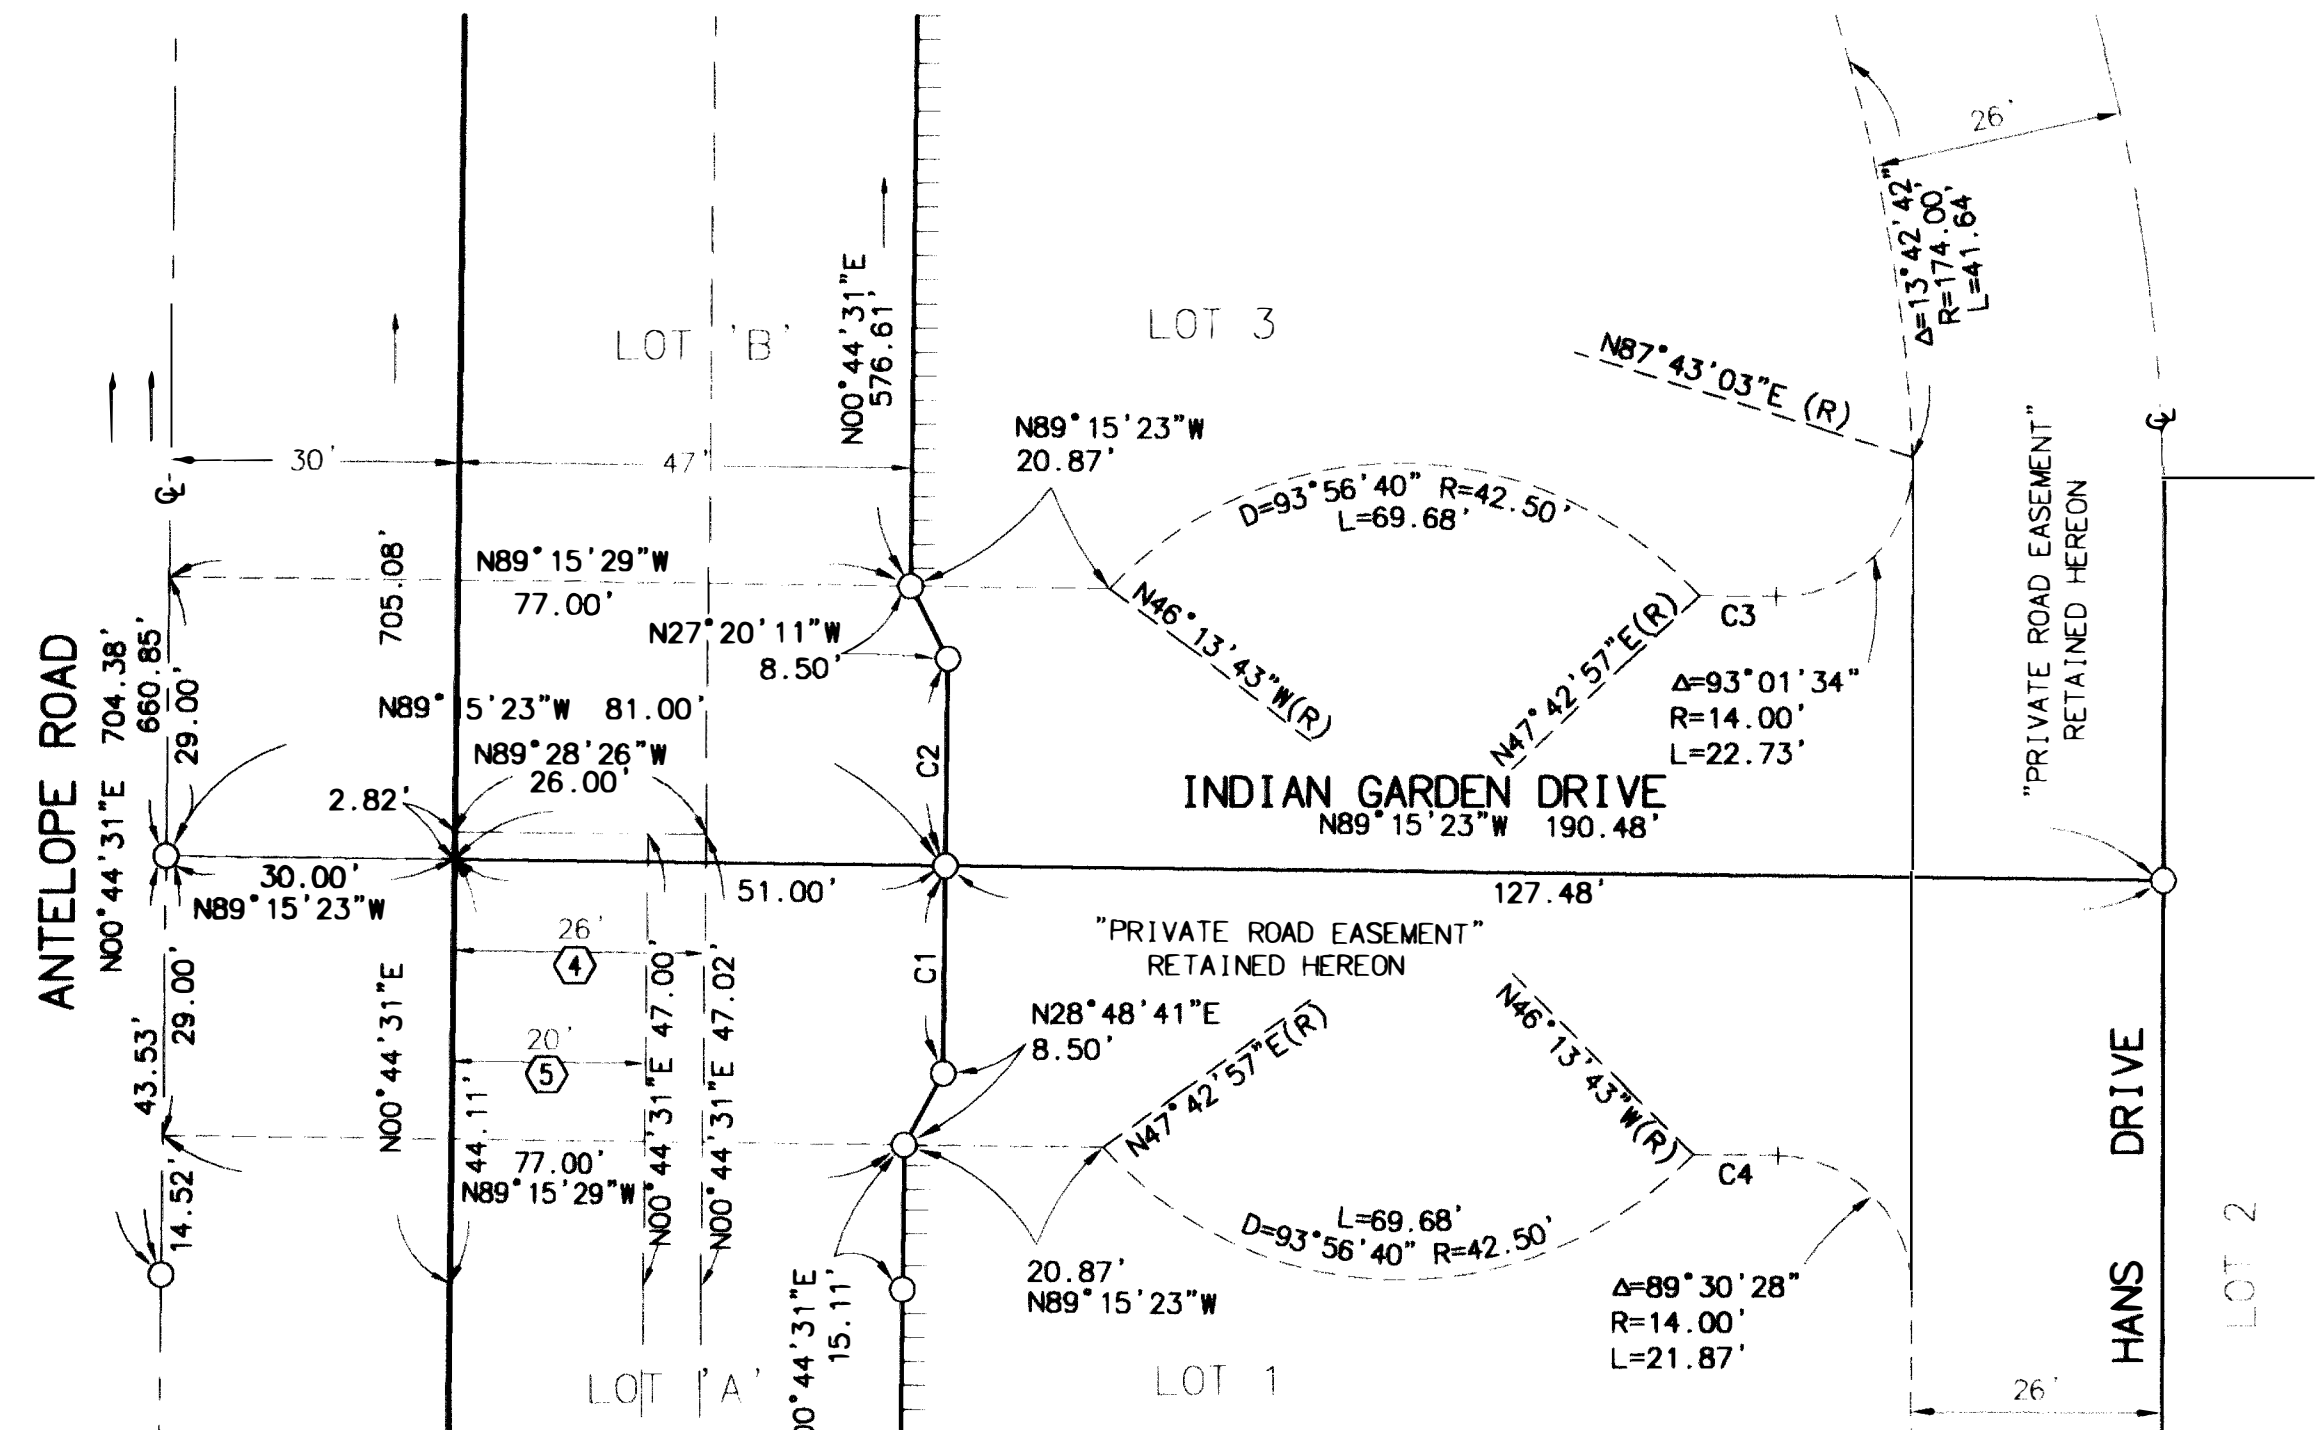 26'
Δ=13°42'42"
R=174.00'
L=41.64'
N00°44'31"E
576.61'
LOT 'B'
LOT 3
N87°43'03"E (R)
"PRIVATE ROAD EASEMENT"
RETAINED HEREON
℄
30'
47'
℄
N89°15'23"W
20.87'
D=93°56'40" R=42.50'
L=69.68'
705.08'
N89°15'29"W
77.00'
N27°20'11"W
8.50'
N46°13'43"W(R)
N47°42'57"E(R)
C3
Δ=93°01'34"
R=14.00'
L=22.73'
ANTELOPE ROAD
N00°44'31"E 704.38'
660.85'
29.00'
N89°15'23"W 81.00'
N89°28'26"W
26.00'
2.82'
C2
INDIAN GARDEN DRIVE
N89°15'23"W 190.48'
30.00'
N89°15'23"W
51.00'
127.48'
"PRIVATE ROAD EASEMENT"
RETAINED HEREON
26'
4
20'
5
C1
43.53'
29.00'
N00°44'31"E
44.11'
N00°44'31"E 47.00'
N00°44'31"E 47.02'
N28°48'41"E
8.50'
N47°42'57"E(R)
N46°13'43"W(R)
C4
77.00'
N89°15'29"W
14.52'
L=69.68'
D=93°56'40" R=42.50'
20.87'
N89°15'23"W
00°44'31"E
15.11'
Δ=89°30'28"
R=14.00'
L=21.87'
LOT 'A'
LOT 1
26'
HANS DRIVE
LOT 2